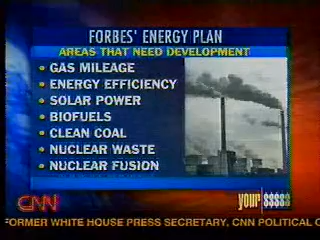 FORBES' ENERGY PLAN
AREAS THAT NEED DEVELOPMENT
• GAS MILEAGE
• ENERGY EFFICIENCY
• SOLAR POWER
• BIOFUELS
• CLEAN COAL
• NUCLEAR WASTE
• NUCLEAR FUSION
CNN
your $$$$$
FORMER WHITE HOUSE PRESS SECRETARY, CNN POLITICAL